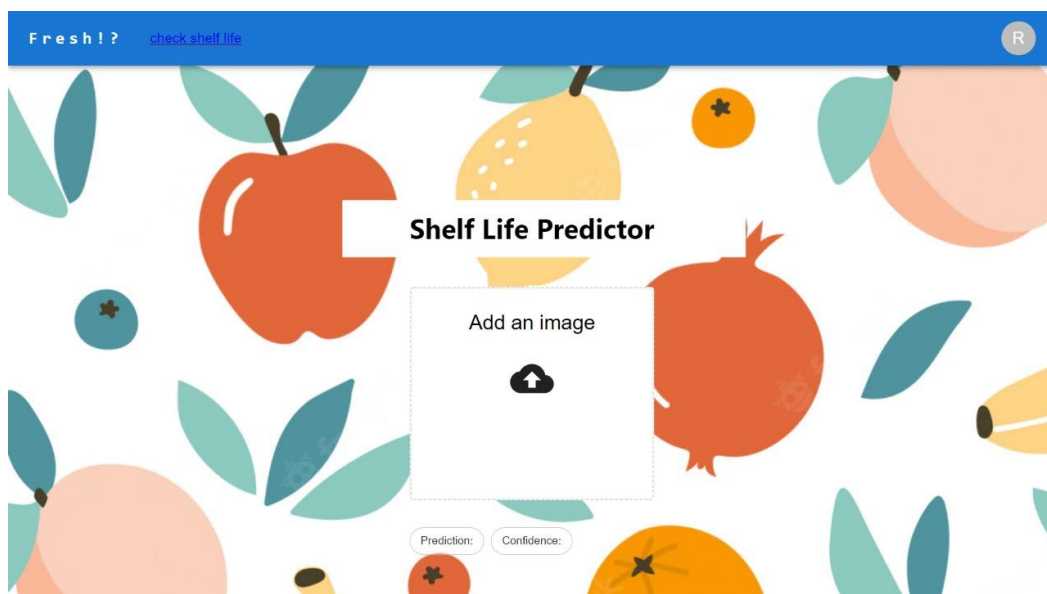 Fresh!? check shelf life R
Shelf Life Predictor
Add an image
Prediction: Confidence: